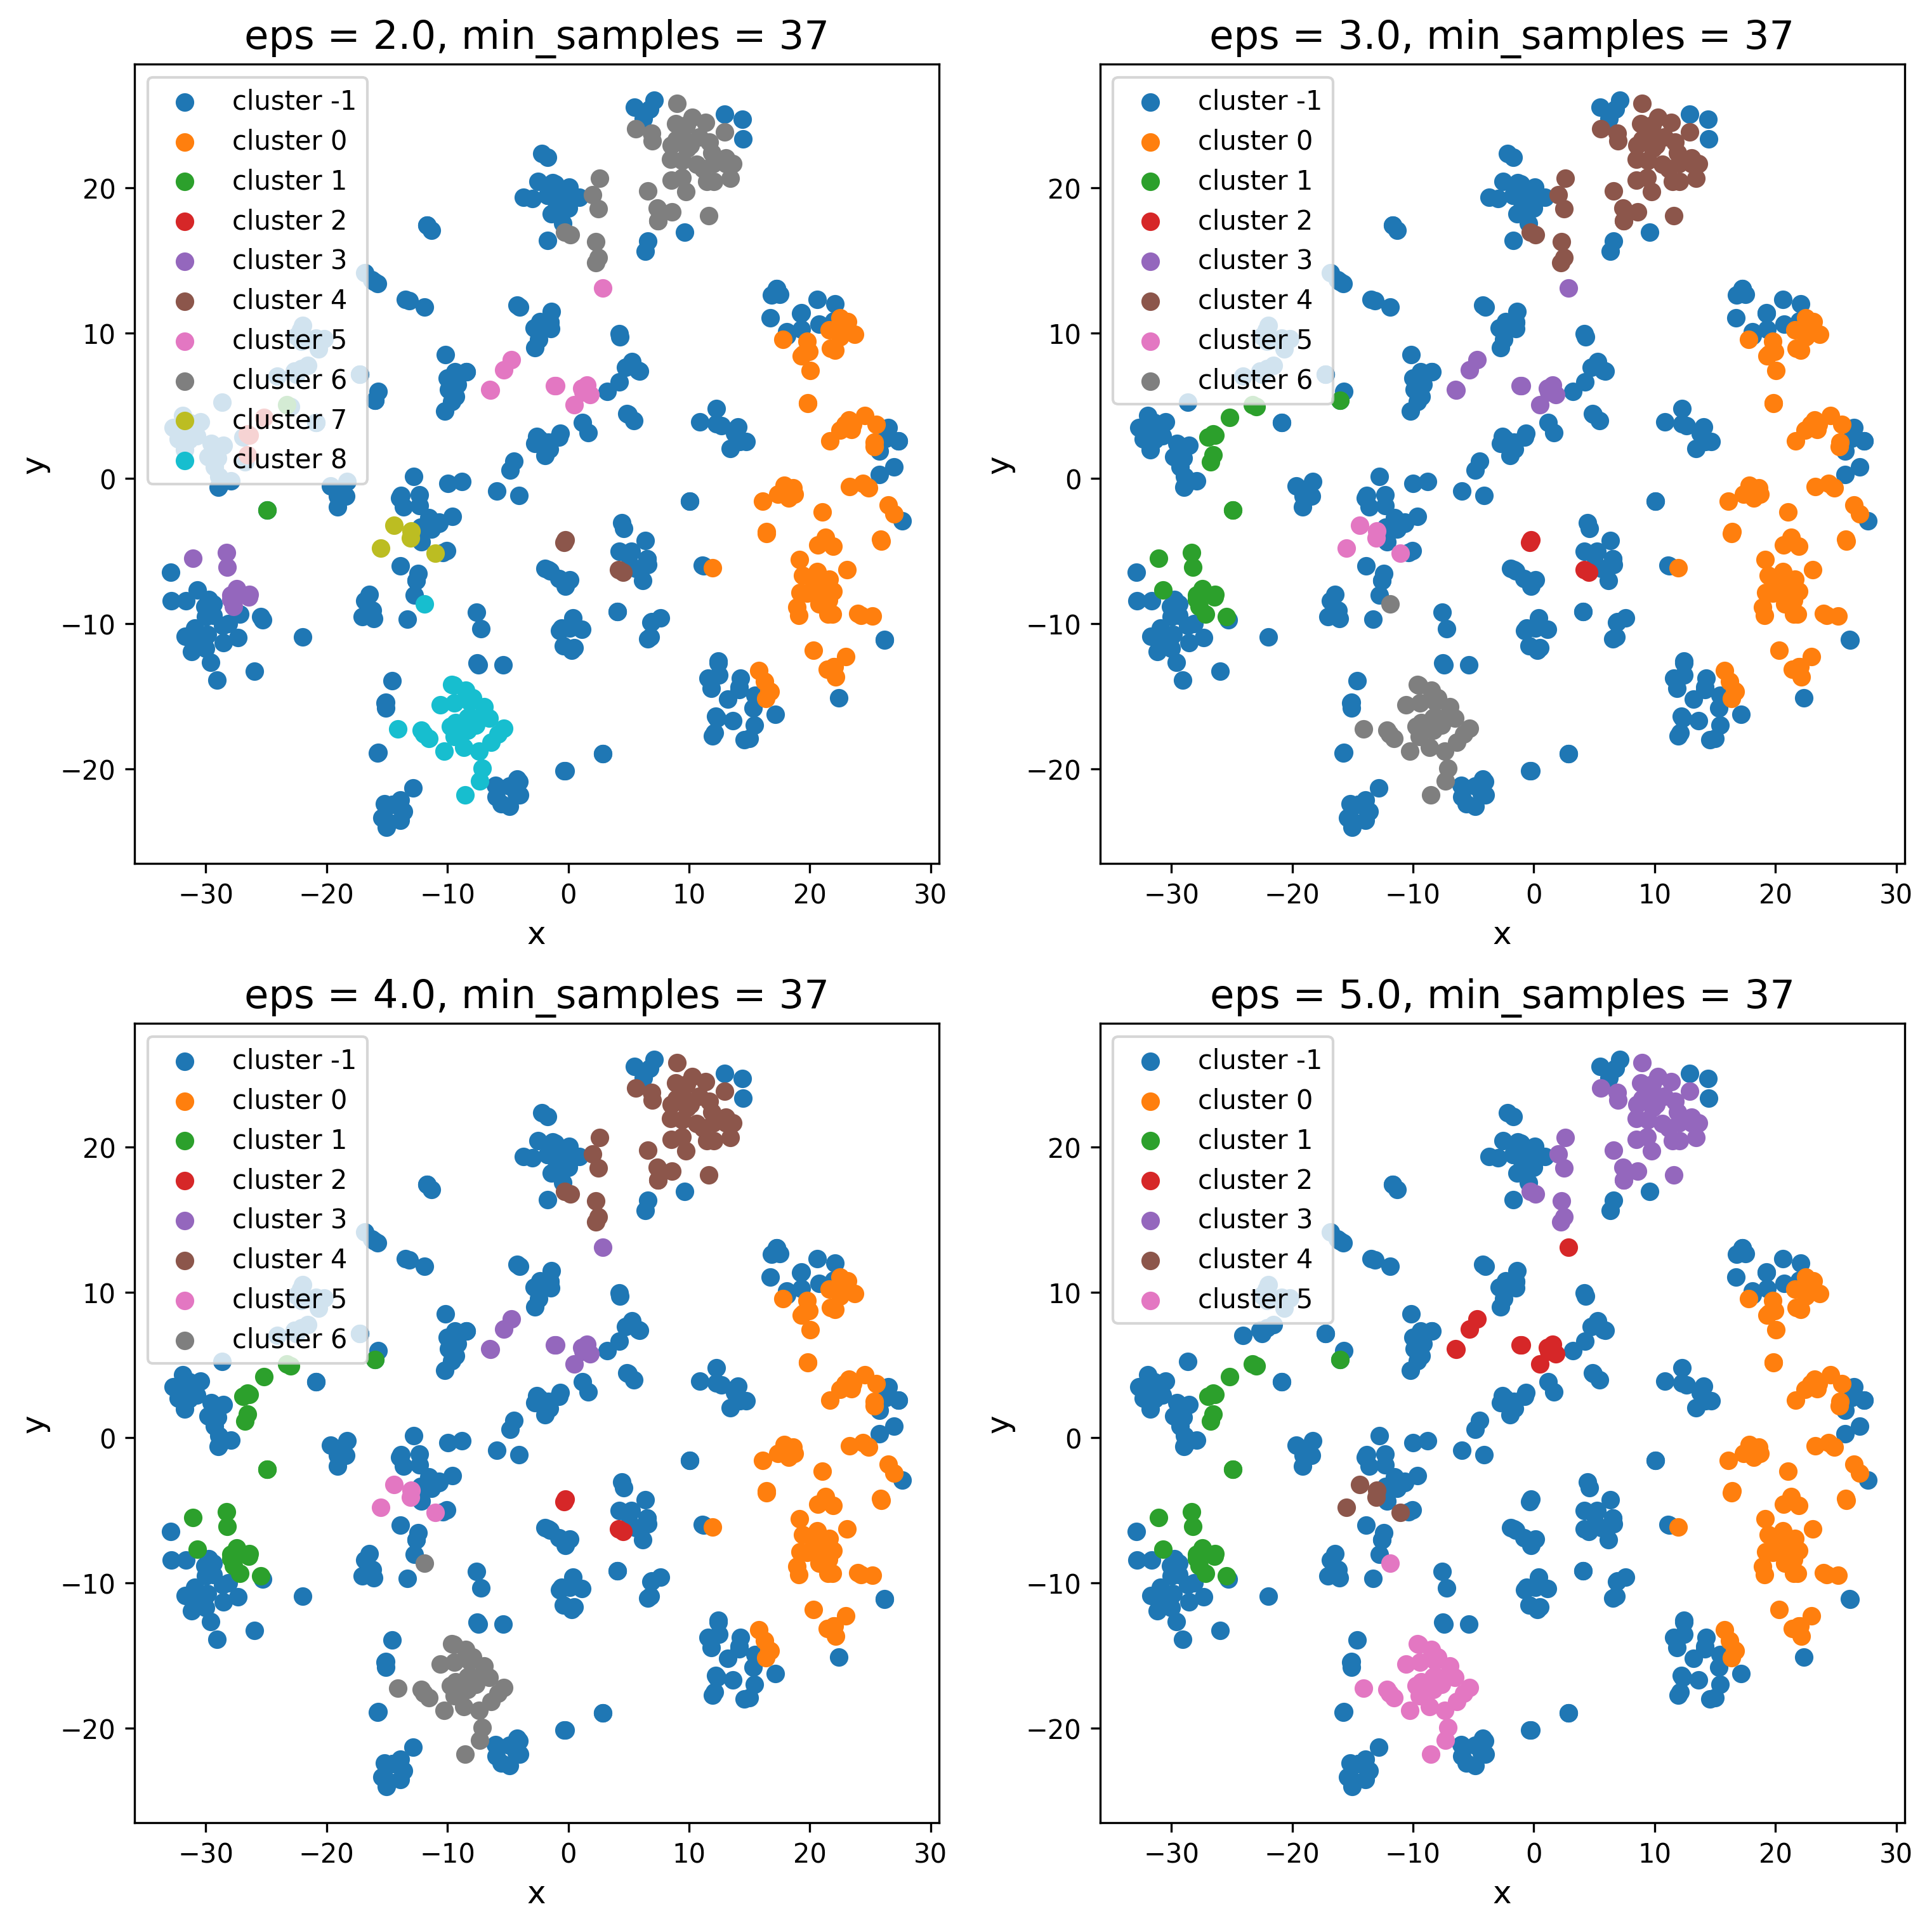 eps = 2.0, min_samples = 37
cluster -1
cluster 0
cluster 1
cluster 2
cluster 3
cluster 4
cluster 5
cluster 6
cluster 7
cluster 8
20
10
0
−10
−20
y
−30 −20 −10 0 10 20 30
x
eps = 3.0, min_samples = 37
cluster -1
cluster 0
cluster 1
cluster 2
cluster 3
cluster 4
cluster 5
cluster 6
20
10
0
−10
−20
y
−30 −20 −10 0 10 20 30
x
eps = 4.0, min_samples = 37
cluster -1
cluster 0
cluster 1
cluster 2
cluster 3
cluster 4
cluster 5
cluster 6
20
10
0
−10
−20
y
−30 −20 −10 0 10 20 30
x
eps = 5.0, min_samples = 37
cluster -1
cluster 0
cluster 1
cluster 2
cluster 3
cluster 4
cluster 5
20
10
0
−10
−20
y
−30 −20 −10 0 10 20 30
x